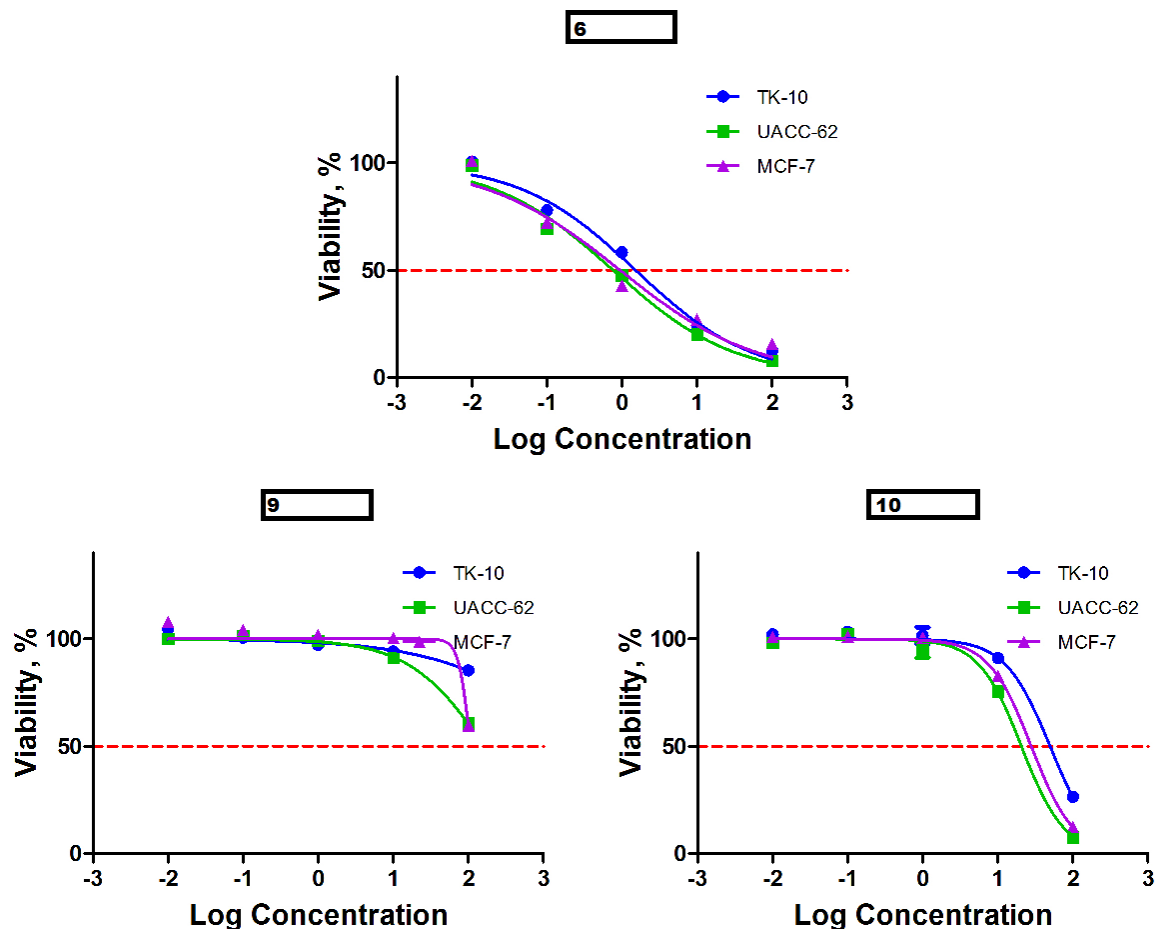 6
TK-10
UACC-62
MCF-7
Viability, %
100
50
0
-3 -2 -1 0 1 2 3
Log Concentration
9
TK-10
UACC-62
MCF-7
Viability, %
100
50
0
-3 -2 -1 0 1 2 3
Log Concentration
10
TK-10
UACC-62
MCF-7
Viability, %
100
50
0
-3 -2 -1 0 1 2 3
Log Concentration